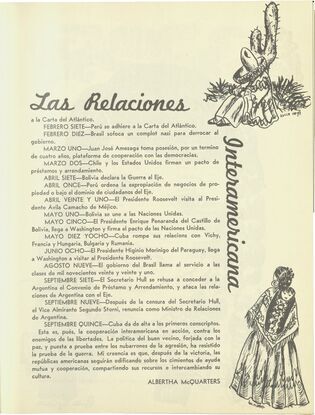 Las Relaciones
Interamericana
a la Carta del Atlántico.
FEBRERO SIETE—Perú se adhiere a la Carta del Atlántico.
FEBRERO DIEZ—Brasil sofoca un complot nazi para derrocar al
gobierno.
MARZO UNO—Juan José Amezaga toma posesión, por un termino
de cuatro años, plataforma de cooperación con las democracias.
MARZO DOS—Chile y los Estados Unidos firman un pacto de
préstamos y arrendamiento.
ABRIL SIETE—Bolivia declara la Guerra al Eje.
ABRIL ONCE—Perú ordena la expropiación de negocios de pro-
piedad o bajo el dominio de ciudadanos del Eje.
ABRIL VEINTE Y UNO—El Presidente Roosevelt visita al Presi-
dente Avila Camacho de Méjico.
MAYO UNO—Bolivia se une a las Naciones Unidas.
MAYO CINCO—El Presidente Enrique Penaranda del Castillo de
Bolivia, llega a Washington y firma el pacto de las Naciones Unidas.
MAYO DIEZ YOCHO—Cuba rompe sus relaciones con Vichy,
Francia y Hungaria, Bulgaria y Rumania.
JUNIO OCHO—El Presidente Higinio Morinigo del Paraguay, llega
a Washington a visitar al Presidente Roosevelt.
AGOSTO NUEVE—El gobierno del Brasil llama al servicio a las
clases de mil novecientos veinte y veinte y uno.
SEPTIEMBRE SIETE—El Secretario Hull se rehusa a conceder a la
Argentina el Convenio de Préstamo y Arrendamiento, y ataca las rela-
ciones de Argentina con el Eje.
SEPTIEMBRE NUEVE—Después de la censura del Secretario Hull,
el Vice Almirante Segundo Storni, renuncia como Ministro de Relaciones
de Argentina.
SEPTIEMBRE QUINCE—Cuba da de alta a los primeros conscriptos.
Esta es, pues, la cooperación interamericana en acción, contra los
enemigos de las libertades. La política del buen vecino, forjada con la
paz, y puesta a prueba entre los nubarrones de la agresión, ha resistido
la prueba de la guerra. Mi creencia es que, después de la victoria, las
repúblicas americanas seguirán edificando sobre los cimientos de ayuda
mutua y cooperación, compartiendo sus recursos e intercambiando su
cultura.
ALBERTHA McQUARTERS